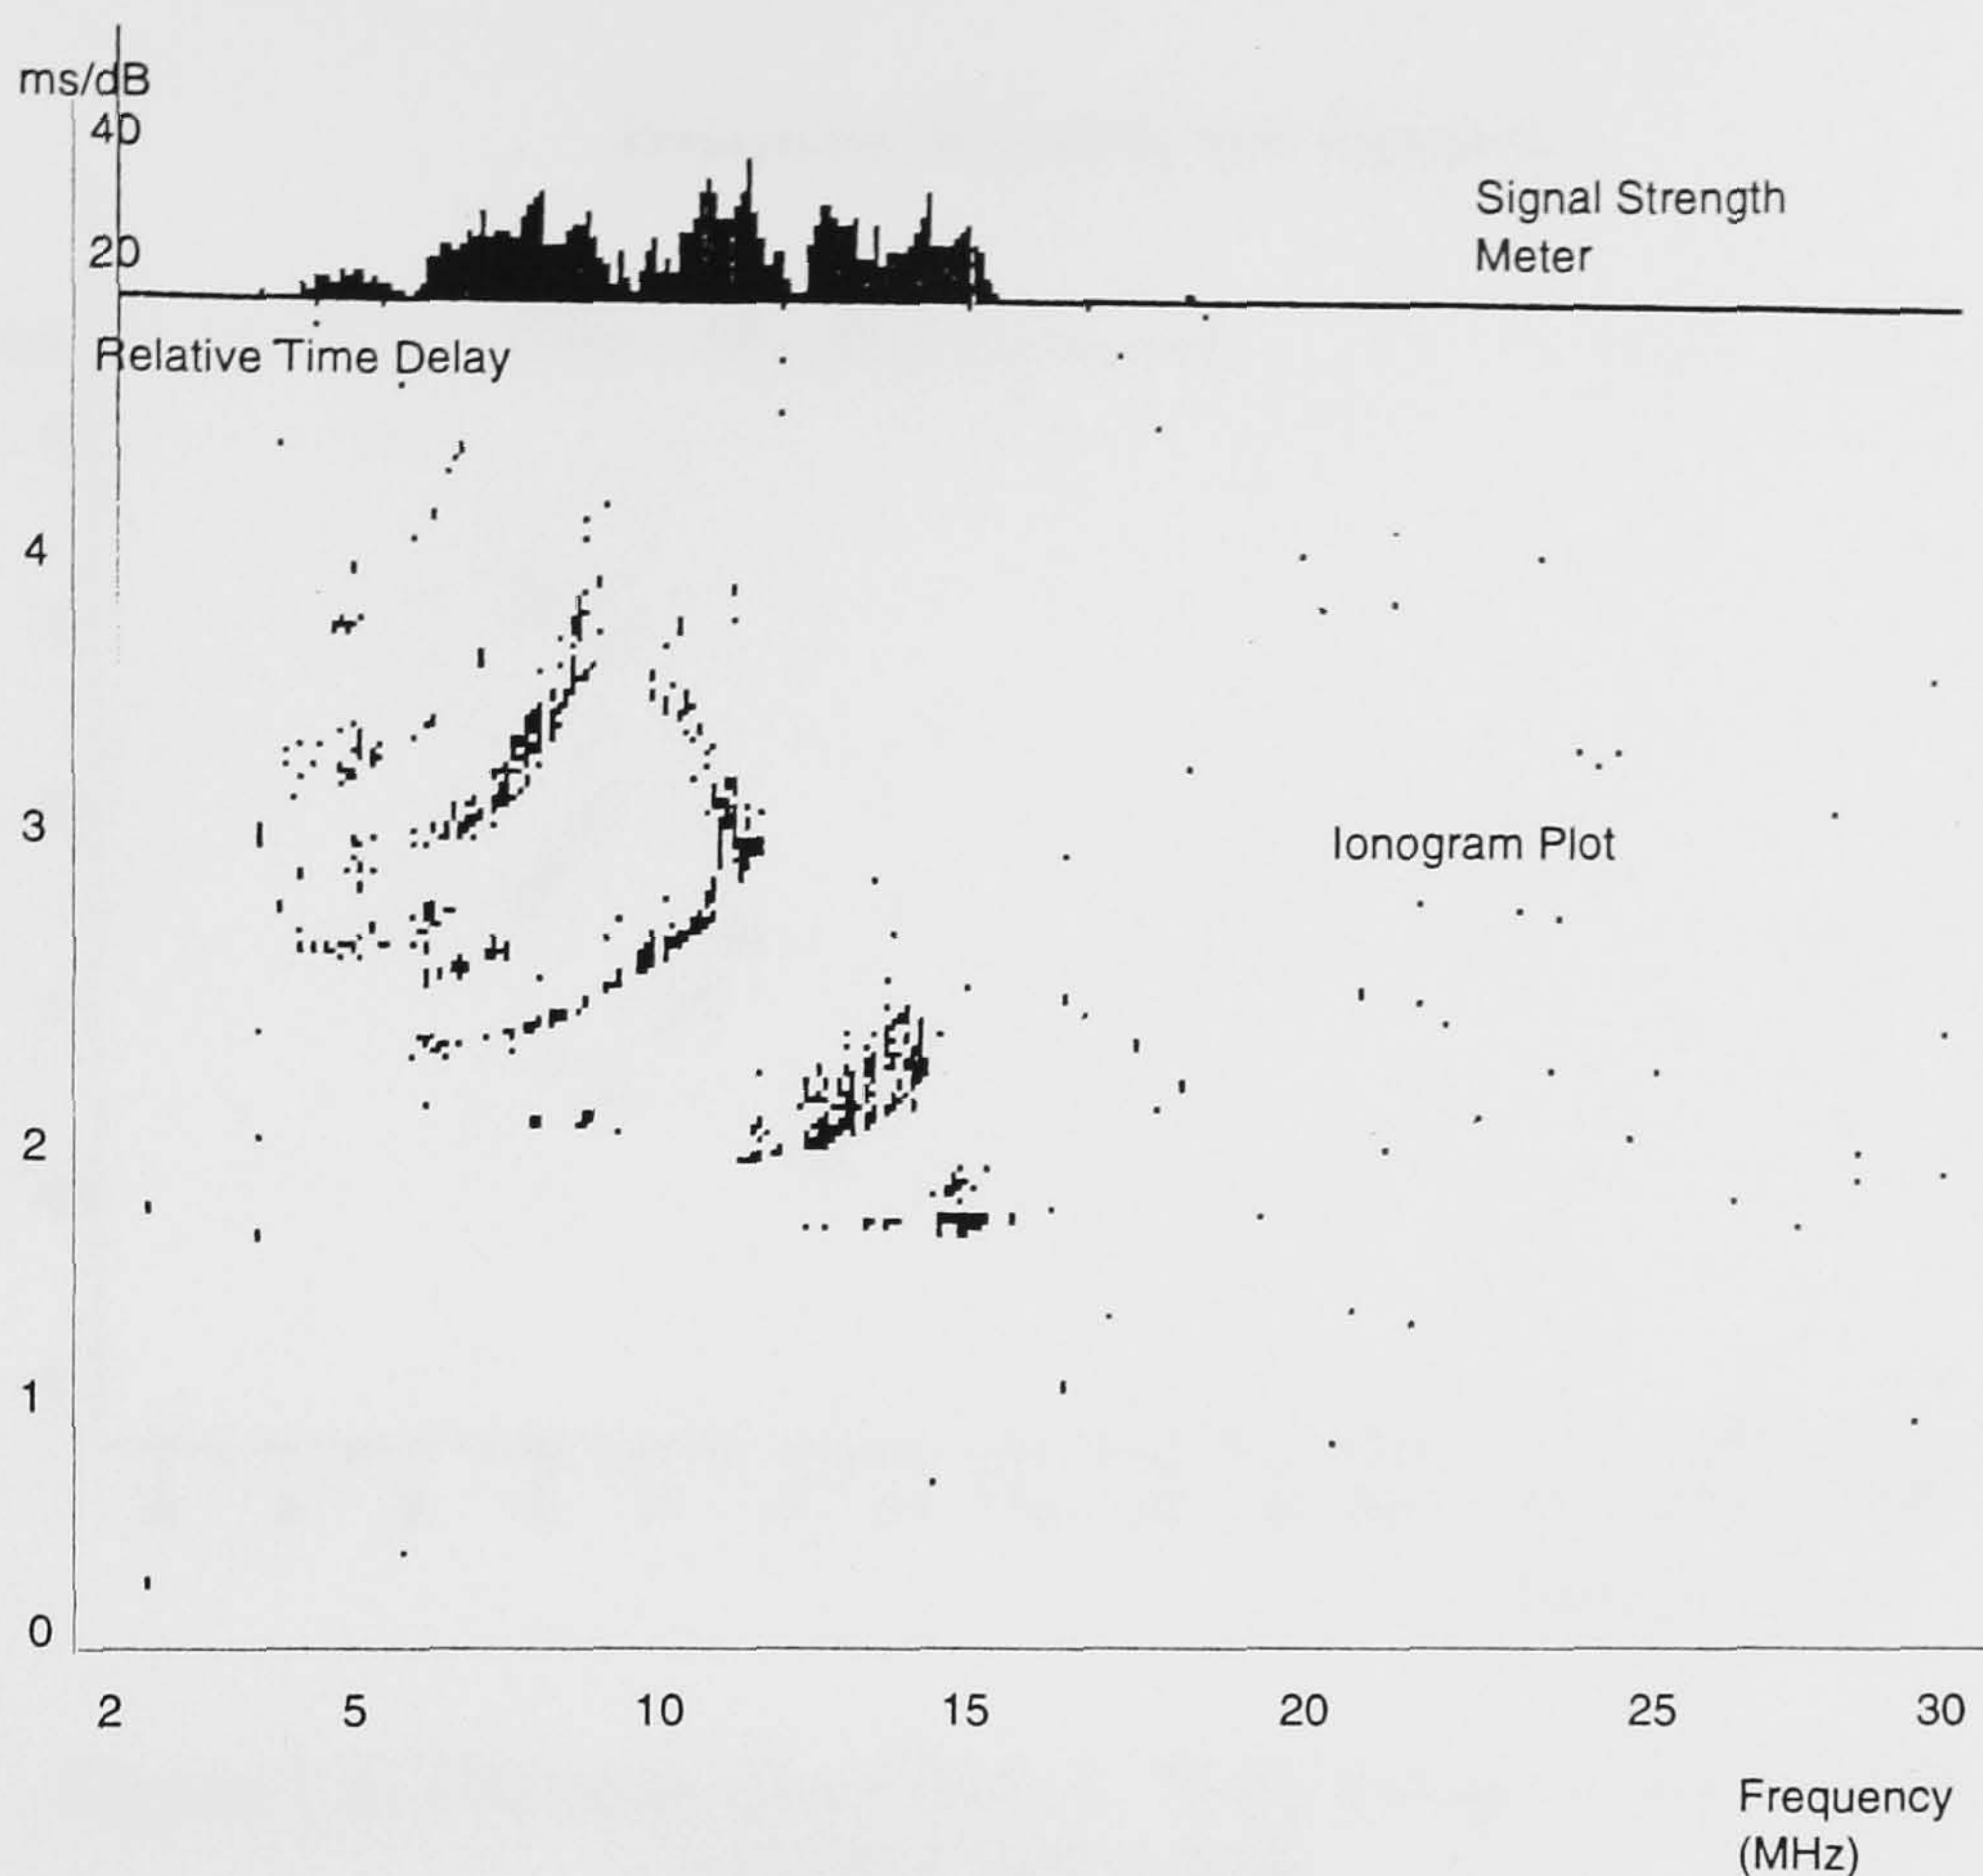 ms/dB
40
20
Signal Strength
Meter
Relative Time Delay
4
3
Ionogram Plot
2
1
0
2 5 10 15 20 25 30
Frequency
(MHz)